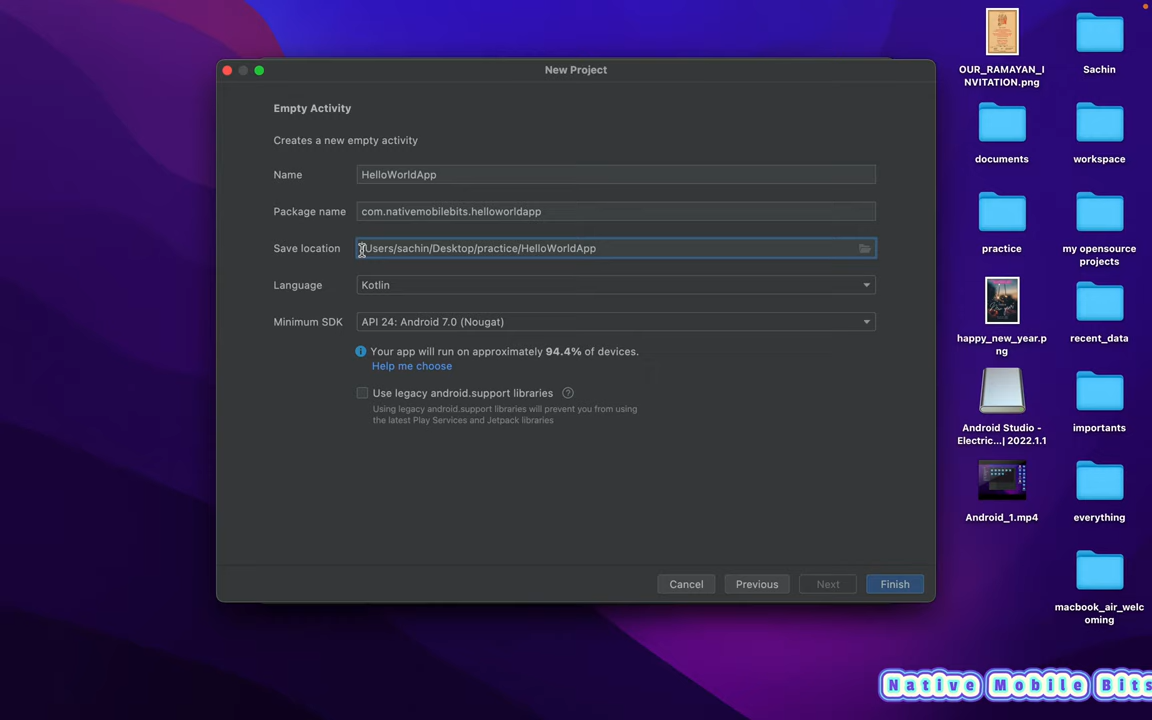 New Project
Empty Activity
Creates a new empty activity
Name
HelloWorldApp
Package name
com.nativemobilebits.helloworldapp
Save location
/Users/sachin/Desktop/practice/HelloWorldApp
Language
Kotlin
Minimum SDK
API 24: Android 7.0 (Nougat)
Your app will run on approximately 94.4% of devices.
Help me choose
Use legacy android.support libraries
Using legacy android.support libraries will prevent you from using
the latest Play Services and Jetpack libraries
Cancel
Previous
Next
Finish
OUR_RAMAYAN_I
NVITATION.png
Sachin
documents
workspace
practice
my opensource
projects
happy_new_year.p
ng
recent_data
Android Studio -
Electric...| 2022.1.1
importants
Android_1.mp4
everything
macbook_air_welc
oming
Native Mobile Bits